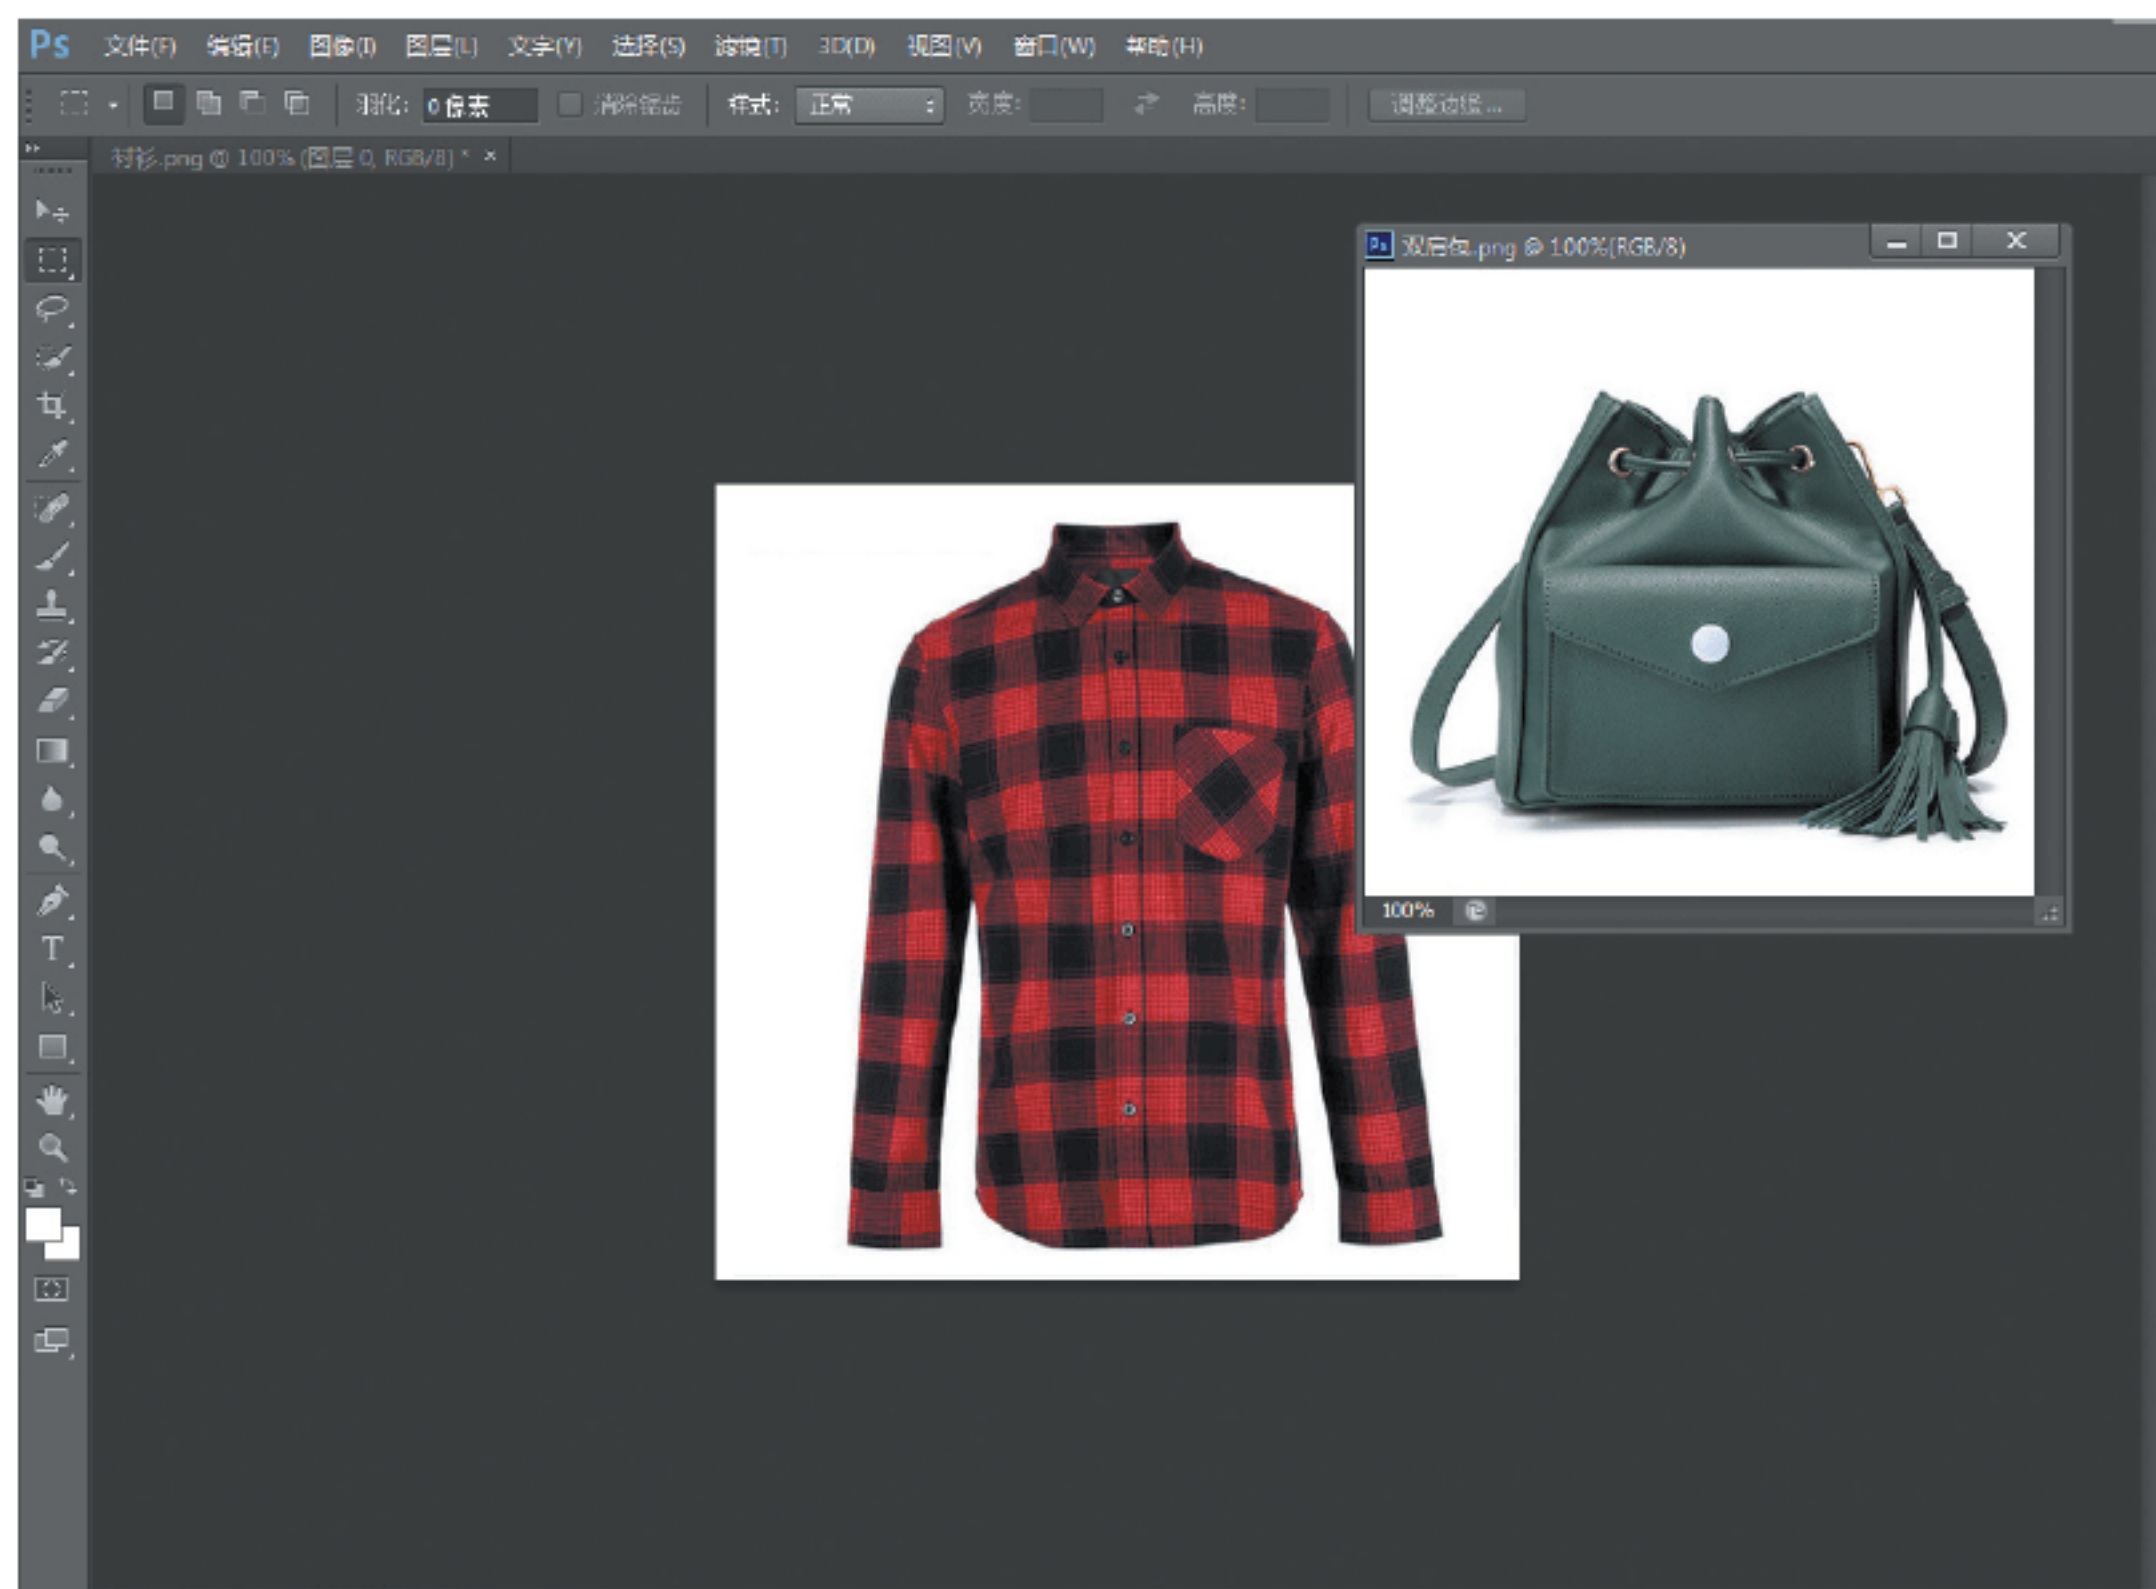 Ps 文件(F) 编辑(E) 图像(I) 图层(L) 文字(Y) 选择(S) 滤镜(T) 3D(D) 视图(V) 窗口(W) 帮助(H)
羽化: 0 像素 消除锯齿 样式: 正常 宽度: 高度: 调整边缘...
衬衫.png @ 100% (图层 0, RGB/8) * ×
Ps 双肩包.png @ 100%(RGB/8)
100%
T